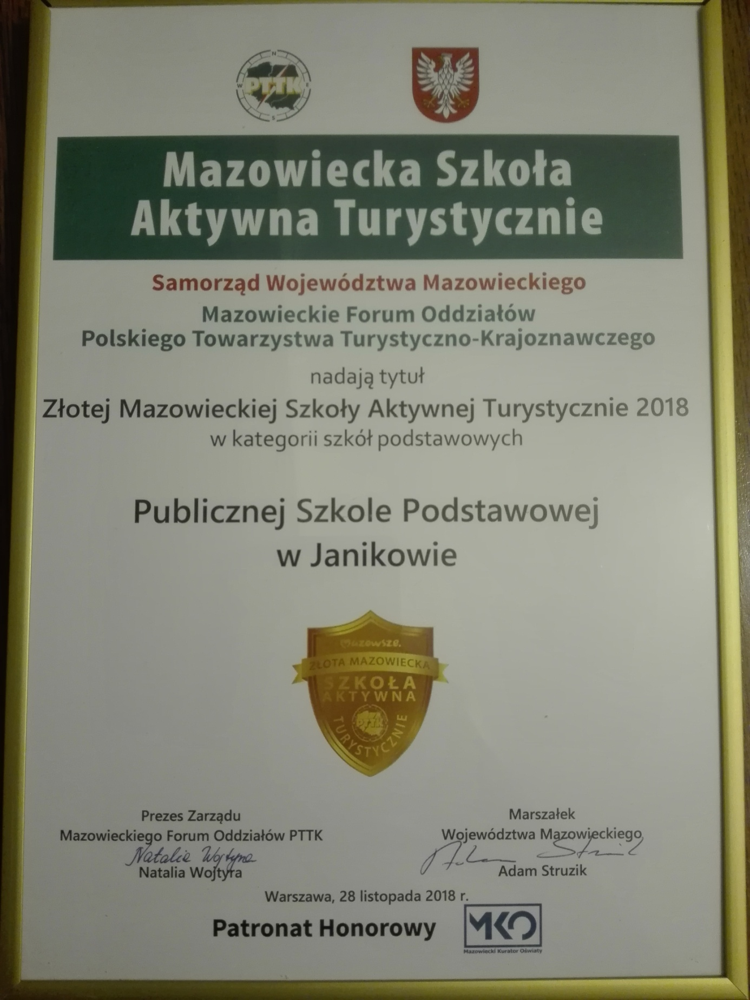 N
W PTTK E
S
Mazowiecka Szkoła
Aktywna Turystycznie
Samorząd Województwa Mazowieckiego
Mazowieckie Forum Oddziałów
Polskiego Towarzystwa Turystyczno-Krajoznawczego
nadają tytuł
Złotej Mazowieckiej Szkoły Aktywnej Turystycznie 2018
w kategorii szkół podstawowych
Publicznej Szkole Podstawowej
w Janikowie
Mazowsze.
ZŁOTA MAZOWIECKA
SZKOŁA
AKTYWNA
PTTK
TURYSTYCZNIE
Prezes Zarządu
Mazowieckiego Forum Oddziałów PTTK
Natalia Wojtyra
Natalia Wojtyra
Marszałek
Województwa Mazowieckiego
Adam Struzik
Adam Struzik
Warszawa, 28 listopada 2018 r.
Patronat Honorowy
MKO
Mazowiecki Kurator Oświaty